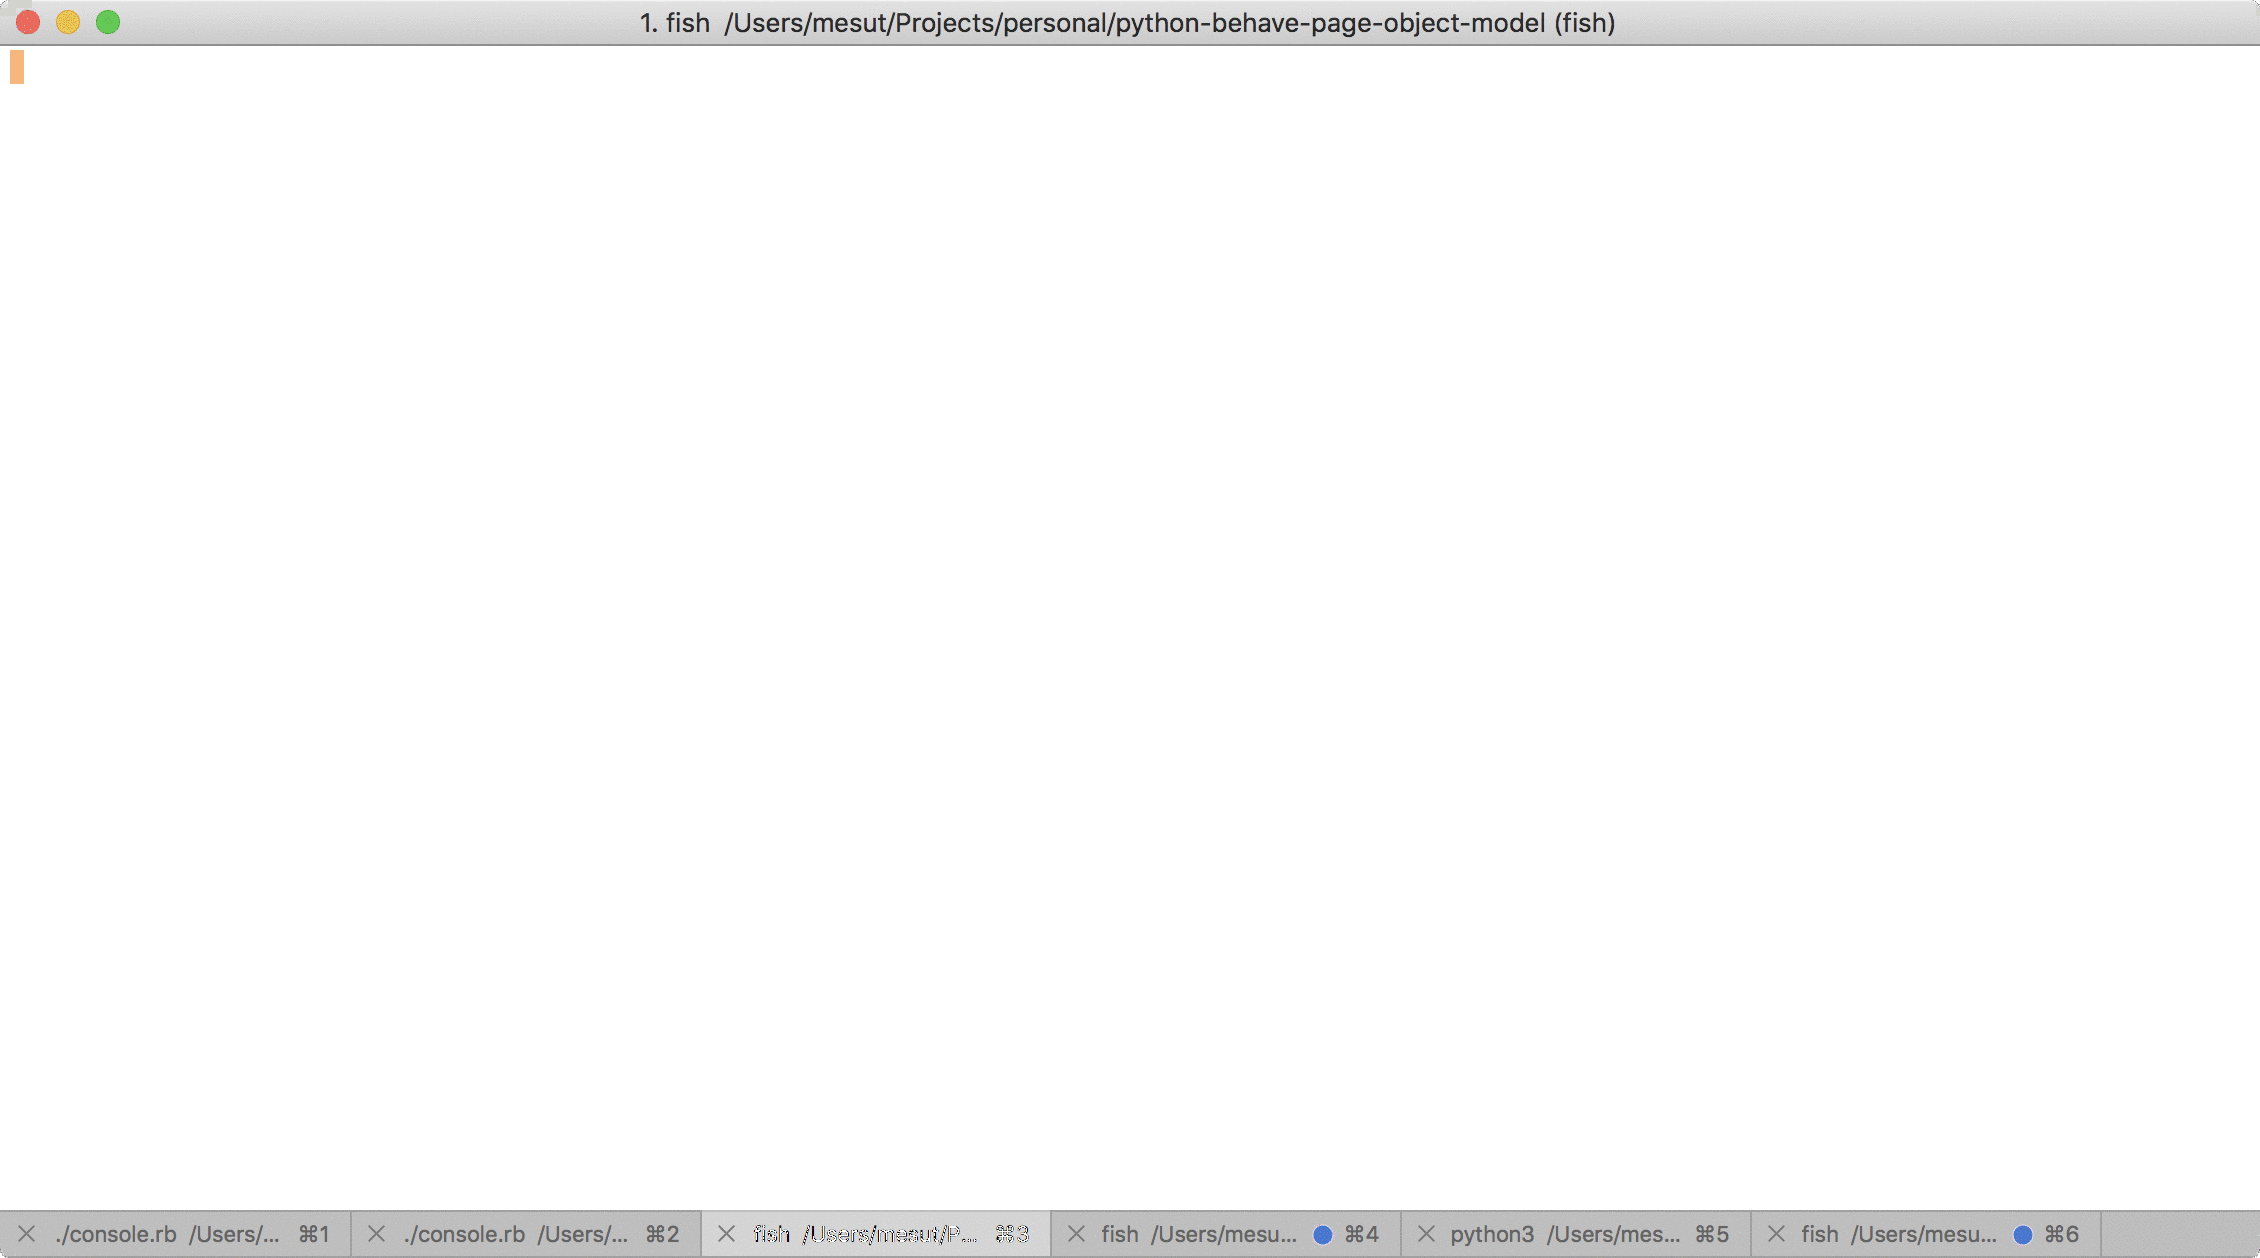 1. fish /Users/mesut/Projects/personal/python-behave-page-object-model (fish)
./console.rb /Users/... ⌘1
./console.rb /Users/... ⌘2
fish /Users/mesut/P... ⌘3
fish /Users/mesu... ⌘4
python3 /Users/mes... ⌘5
fish /Users/mesu... ⌘6